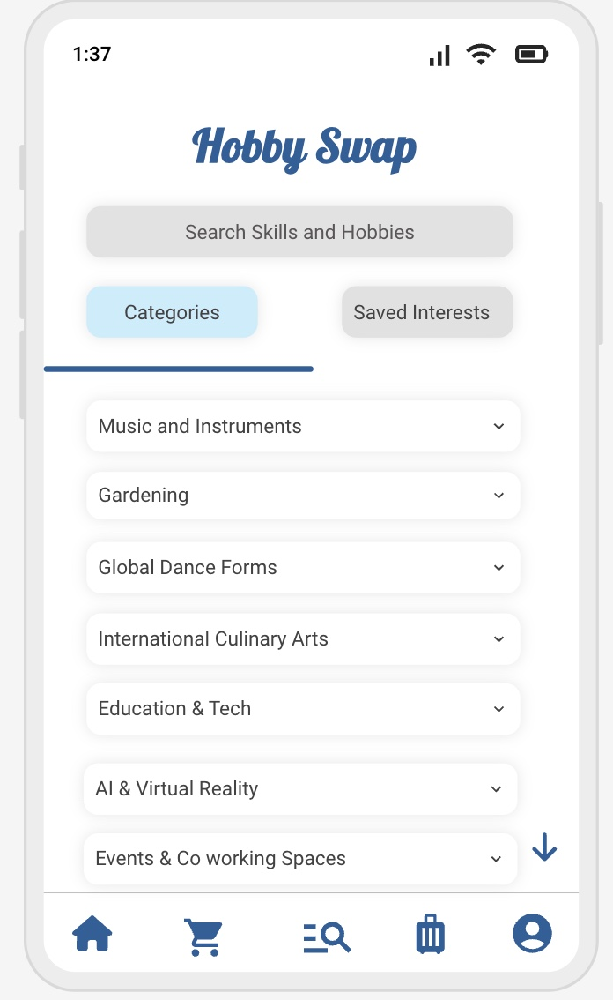 1:37
Hobby Swap
Search Skills and Hobbies
Categories
Saved Interests
Music and Instruments
Gardening
Global Dance Forms
International Culinary Arts
Education & Tech
AI & Virtual Reality
Events & Co working Spaces